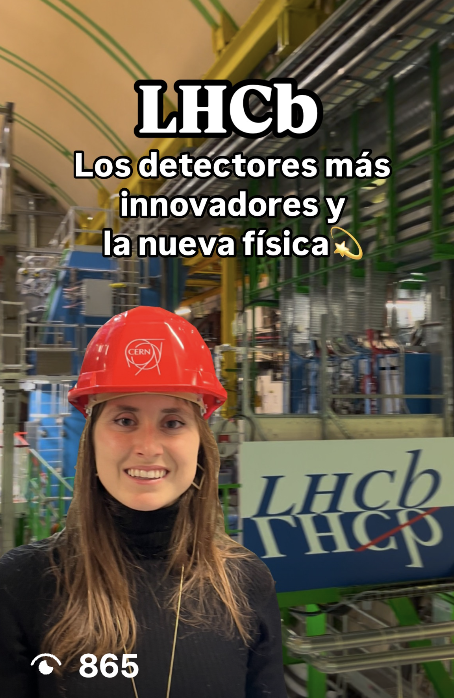 LHCb
Los detectores más
innovadores y
la nueva física💫
CERN
LHCb
LHCb
865